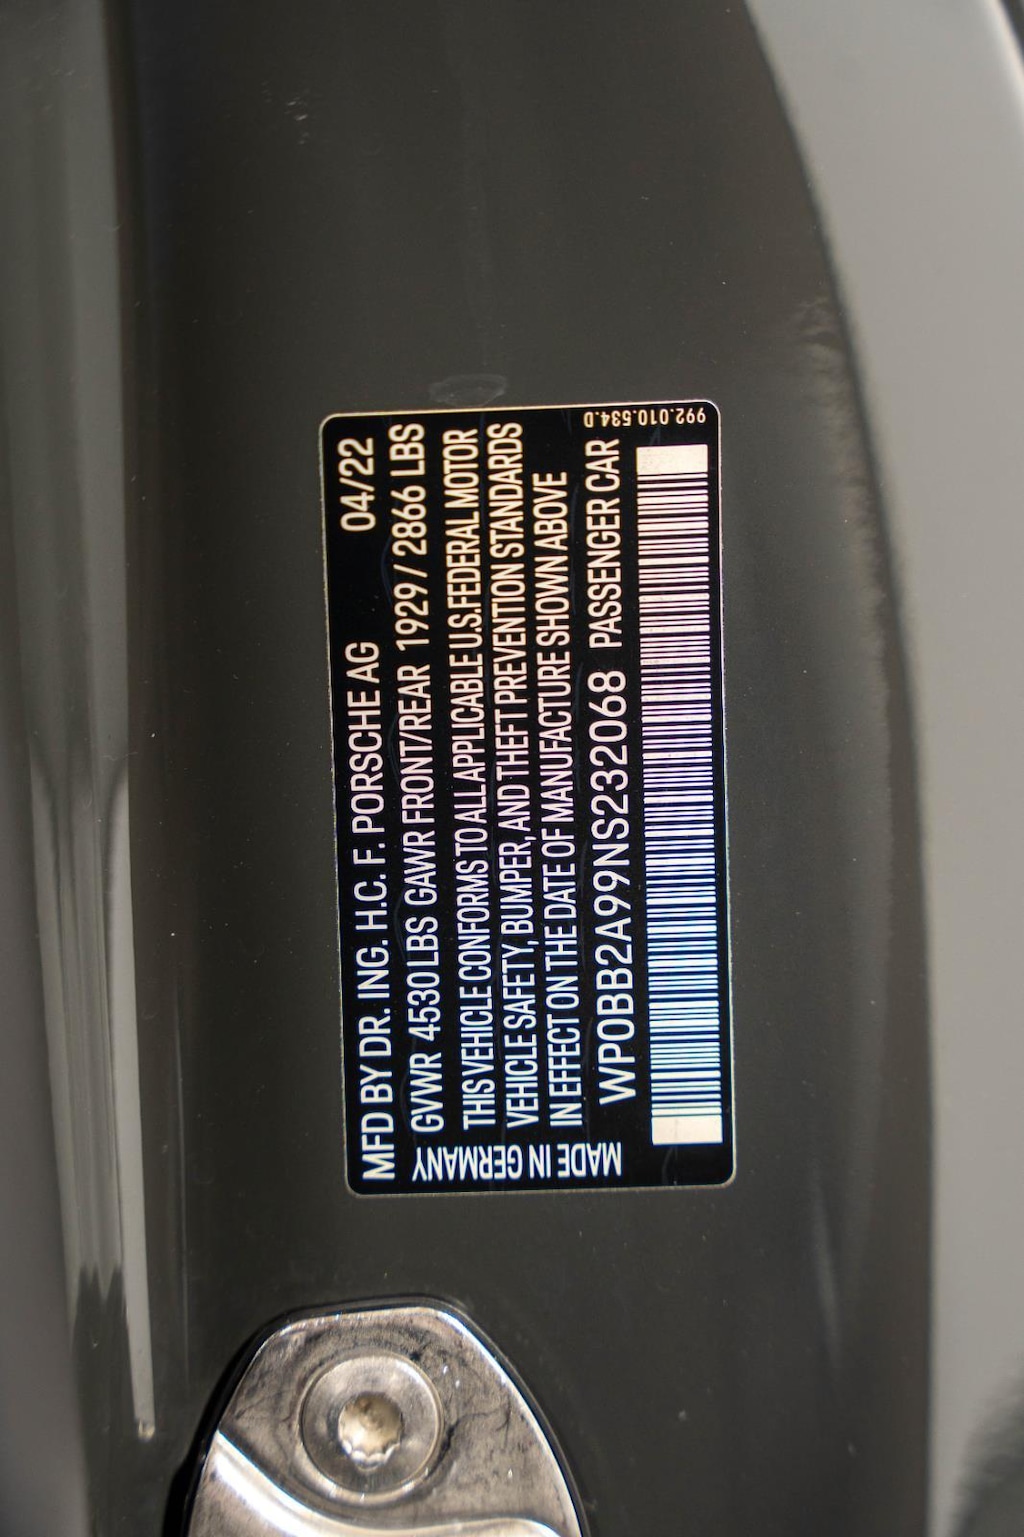 MFD BY DR. ING. H.C. F. PORSCHE AG 04/22
GVWR 4530 LBS GAWR FRONT/REAR 1929 / 2866 LBS
THIS VEHICLE CONFORMS TO ALL APPLICABLE U.S. FEDERAL MOTOR
VEHICLE SAFETY, BUMPER, AND THEFT PREVENTION STANDARDS
IN EFFECT ON THE DATE OF MANUFACTURE SHOWN ABOVE
WP0BB2A99NS232068 PASSENGER CAR
MADE IN GERMANY
992.010.534.D